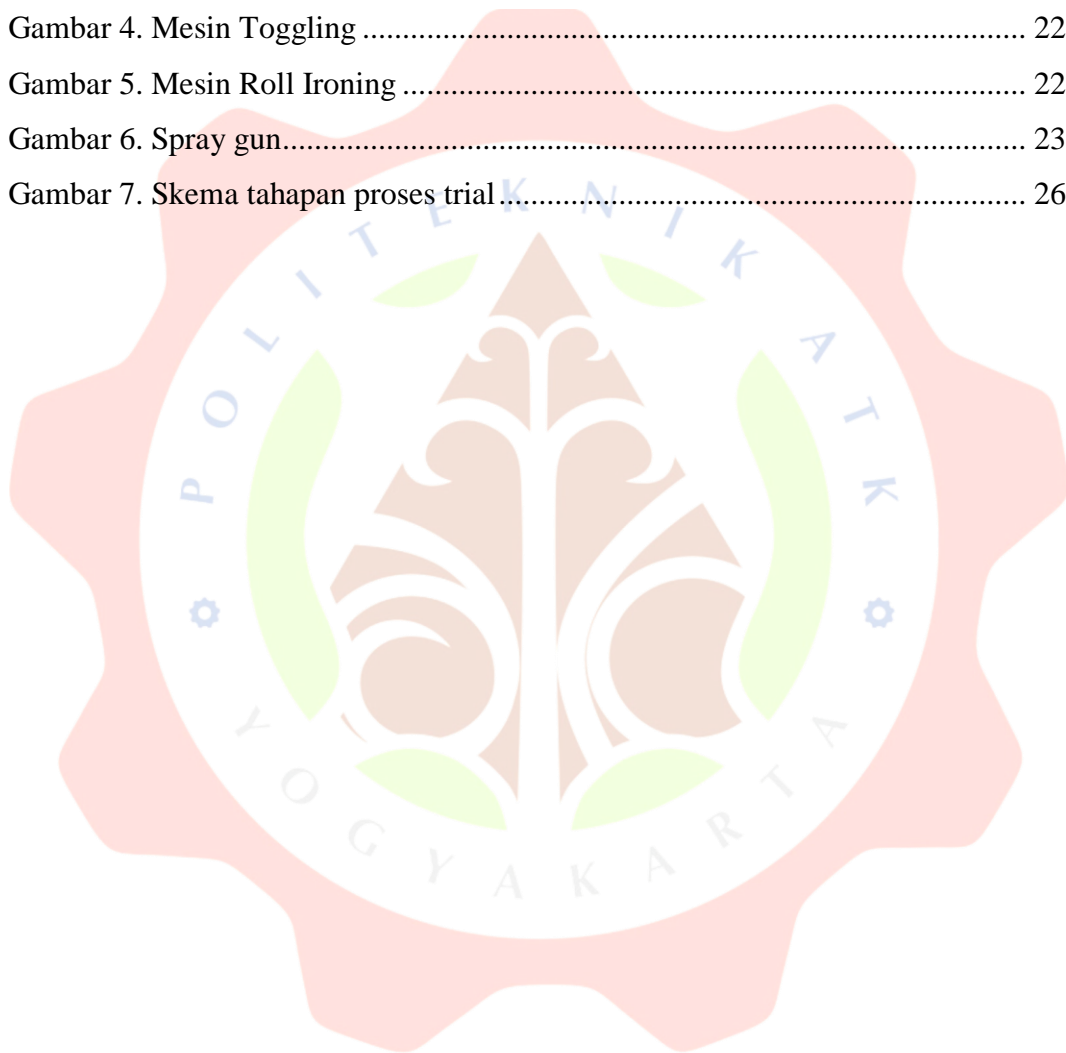 Gambar 4. Mesin Toggling ................................................................................... 22
Gambar 5. Mesin Roll Ironing .............................................................................. 22
Gambar 6. Spray gun............................................................................................. 23
Gambar 7. Skema tahapan proses trial .................................................................. 26
POLITEKNIK ATK
YOGYAKARTA